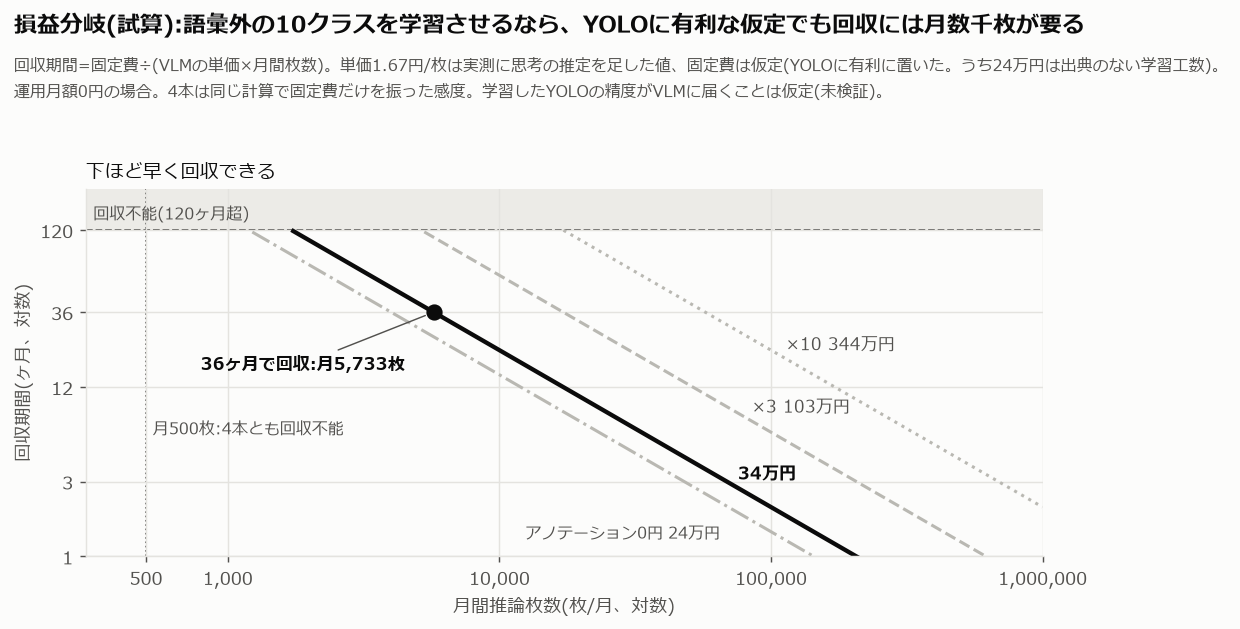 損益分岐(試算):語彙外の10クラスを学習させるなら、YOLOに有利な仮定でも回収には月数千枚が要る
回収期間=固定費÷(VLMの単価×月間枚数)。単価1.67円/枚は実測に思考の推定を足した値、固定費は仮定(YOLOに有利に置いた。うち24万円は出典のない学習工数)。
運用月額0円の場合。4本は同じ計算で固定費だけを振った感度。学習したYOLOの精度がVLMに届くことは仮定(未検証)。
下ほど早く回収できる
回収不能(120ヶ月超)
120
36
12
3
1
回収期間(ヶ月、対数)
36ヶ月で回収:月5,733枚
月500枚:4本とも回収不能
×10 344万円
×3 103万円
34万円
アノテーション0円 24万円
500
1,000
10,000
100,000
1,000,000
月間推論枚数(枚/月、対数)